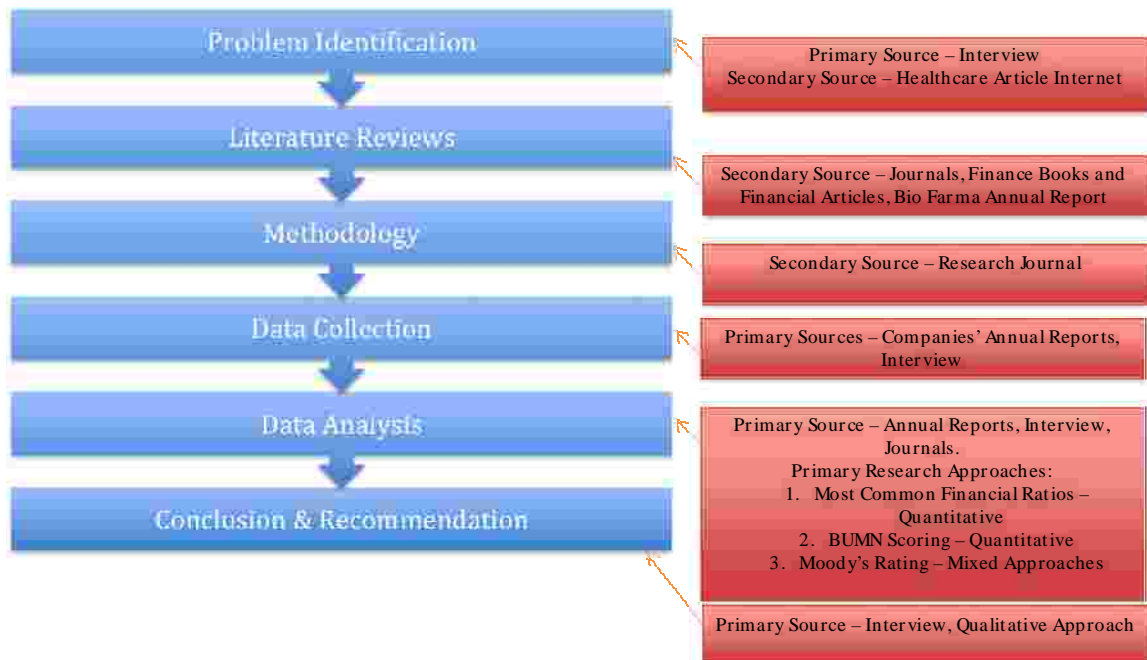 Problem Identification
Primary Source – Interview
Secondary Source – Healthcare Article Internet
Literature Reviews
Secondary Source – Journals, Finance Books and
Financial Articles, Bio Farma Annual Report
Methodology
Secondary Source – Research Journal
Data Collection
Primary Sources – Companies’ Annual Reports,
Interview
Data Analysis
Primary Source – Annual Reports, Interview,
Journals.
Primary Research Approaches:
1. Most Common Financial Ratios –
Quantitative
2. BUMN Scoring – Quantitative
3. Moody’s Rating – Mixed Approaches
Conclusion & Recommendation
Primary Source – Interview, Qualitative Approach